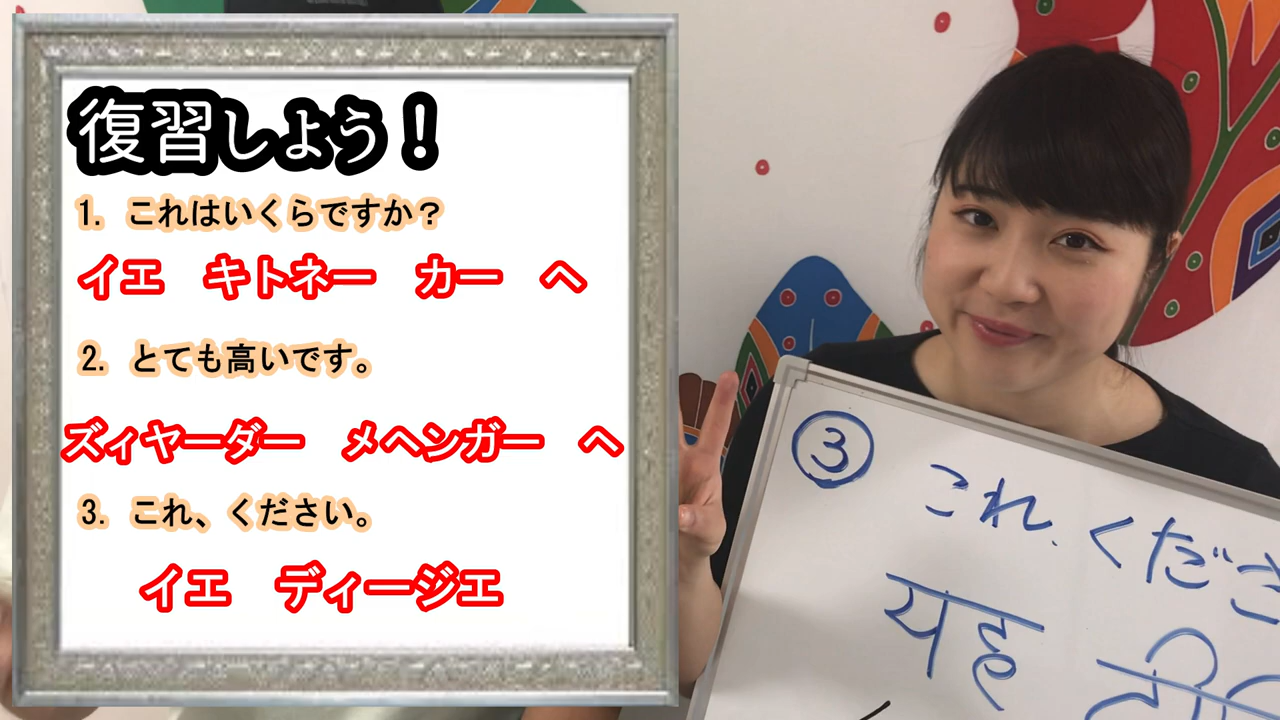 復習しよう！
1. これはいくらですか？
イエ　キトネー　カー　ヘ
2. とても高いです。
ズィヤーダー　メヘンガー　ヘ
3. これ、ください。
イエ　ディージエ
③ これ、くださ
यह दी